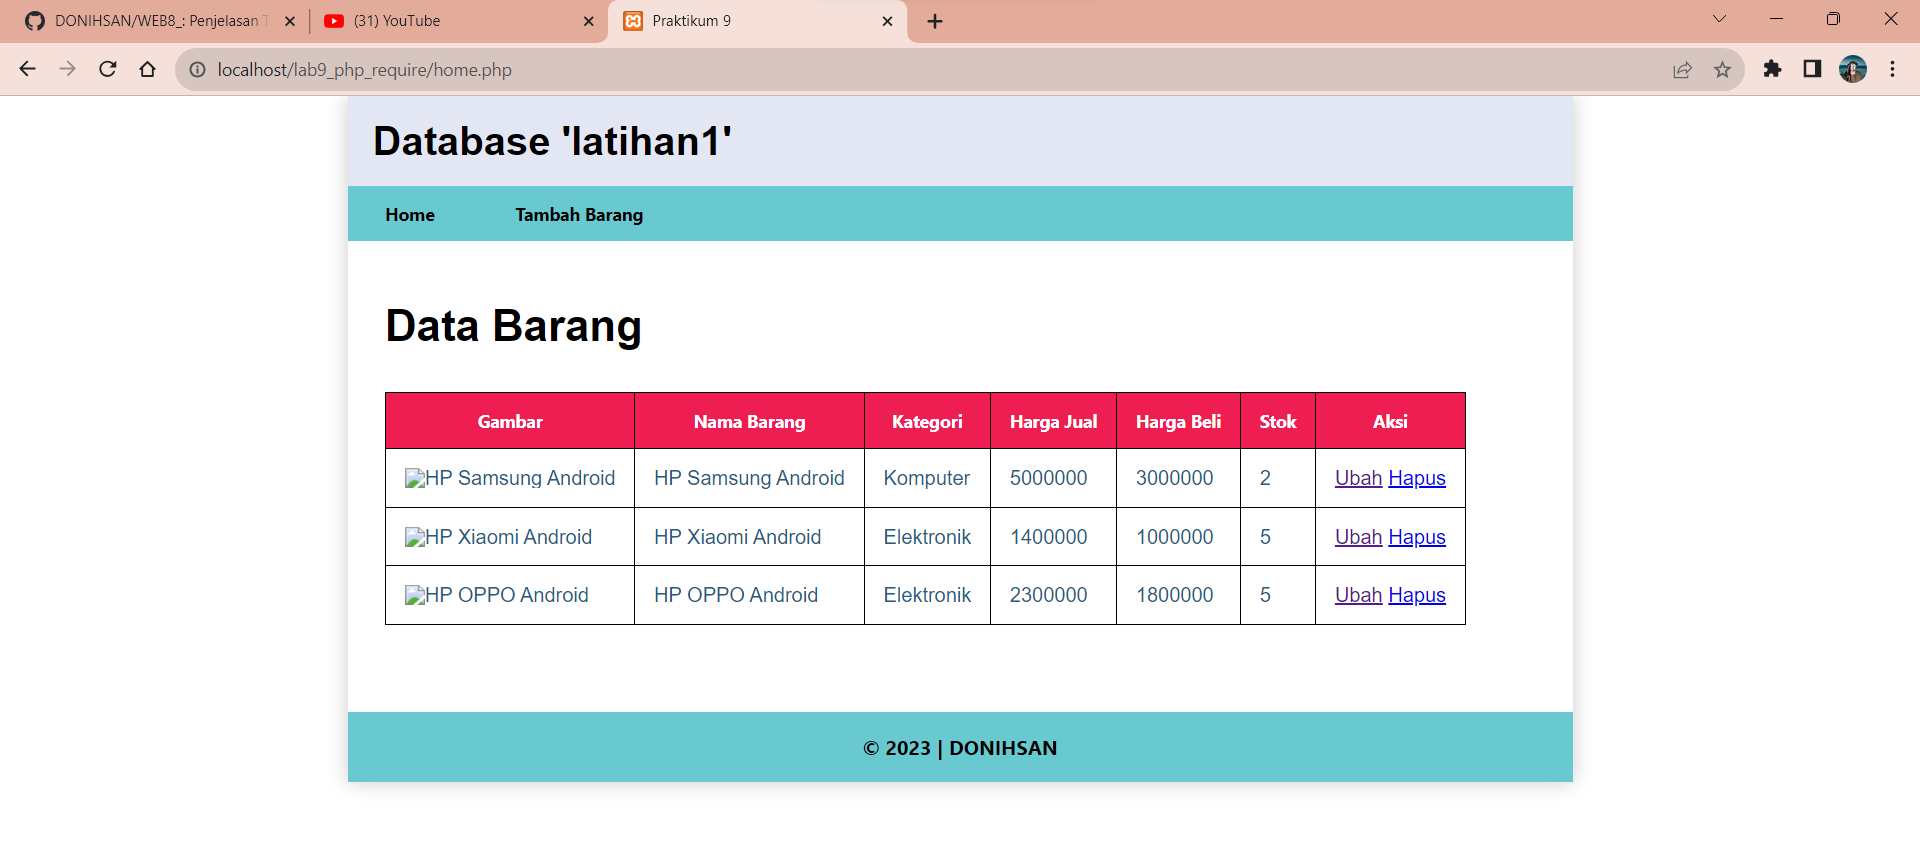 DONIHSAN/WEB8_: Penjelasan
(31) YouTube
Praktikum 9
localhost/lab9_php_require/home.php
Database 'latihan1'
Home Tambah Barang
Data Barang
Gambar Nama Barang Kategori Harga Jual Harga Beli Stok Aksi
HP Samsung Android HP Samsung Android Komputer 5000000 3000000 2 Ubah Hapus
HP Xiaomi Android HP Xiaomi Android Elektronik 1400000 1000000 5 Ubah Hapus
HP OPPO Android HP OPPO Android Elektronik 2300000 1800000 5 Ubah Hapus
© 2023 | DONIHSAN